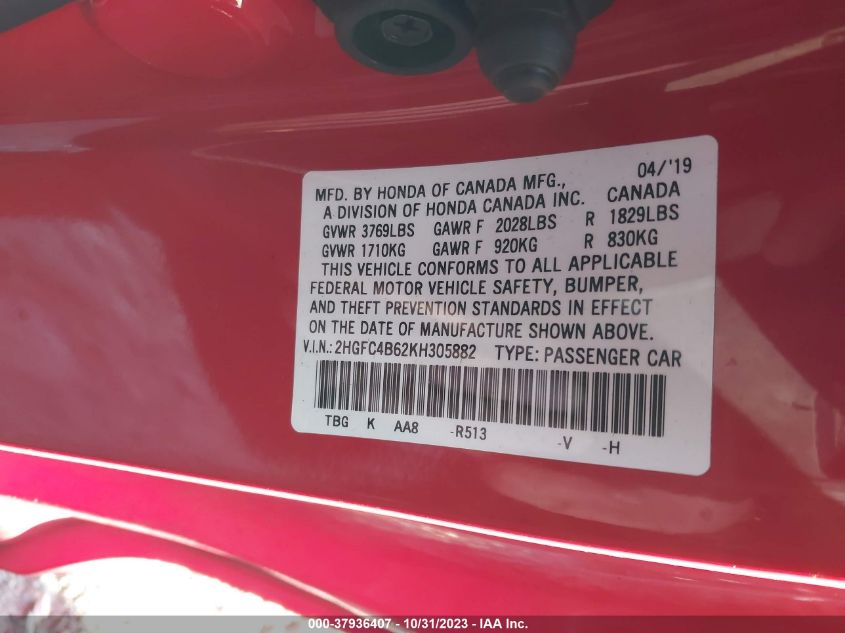 04/'19
MFD. BY HONDA OF CANADA MFG.,
A DIVISION OF HONDA CANADA INC. CANADA
GVWR 3769LBS GAWR F 2028LBS R 1829LBS
GVWR 1710KG GAWR F 920KG R 830KG
THIS VEHICLE CONFORMS TO ALL APPLICABLE
FEDERAL MOTOR VEHICLE SAFETY, BUMPER,
AND THEFT PREVENTION STANDARDS IN EFFECT
ON THE DATE OF MANUFACTURE SHOWN ABOVE.
V.I.N.: 2HGFC4B62KH305882 TYPE: PASSENGER CAR
TBG K AA8 -R513 -V -H
000-37936407 - 10/31/2023 - IAA Inc.